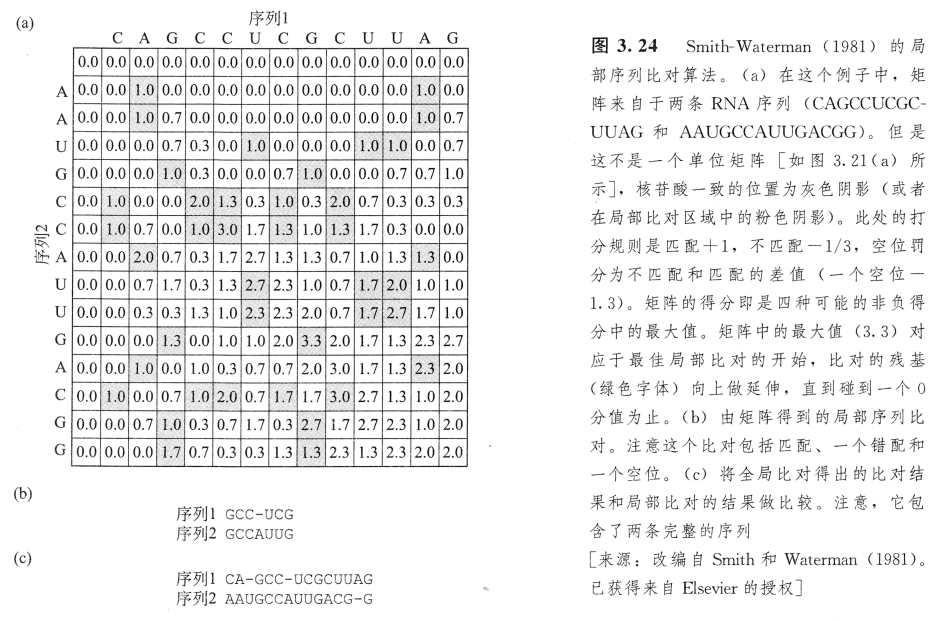 (a)
序列1
C A G C C U C G C U U A G
0.0 0.0 0.0 0.0 0.0 0.0 0.0 0.0 0.0 0.0 0.0 0.0 0.0 0.0
A 0.0 0.0 1.0 0.0 0.0 0.0 0.0 0.0 0.0 0.0 0.0 0.0 1.0 0.0
A 0.0 0.0 1.0 0.7 0.0 0.0 0.0 0.0 0.0 0.0 0.0 0.0 1.0 0.7
U 0.0 0.0 0.0 0.7 0.3 0.0 1.0 0.0 0.0 0.0 1.0 1.0 0.0 0.7
G 0.0 0.0 0.0 1.0 0.3 0.0 0.0 0.7 1.0 0.0 0.0 0.7 0.7 1.0
C 0.0 1.0 0.0 0.0 2.0 1.3 0.3 1.0 0.3 2.0 0.7 0.3 0.3 0.3
C 0.0 1.0 0.7 0.0 1.0 3.0 1.7 1.3 1.0 1.3 1.7 0.3 0.0 0.0
序列2
A 0.0 0.0 2.0 0.7 0.3 1.7 2.7 1.3 1.3 0.7 1.0 1.3 1.3 0.0
U 0.0 0.0 0.7 1.7 0.3 1.3 2.7 2.3 1.0 0.7 1.7 2.0 1.0 1.0
U 0.0 0.0 0.3 0.3 1.3 1.0 2.3 2.3 2.0 0.7 1.7 2.7 1.7 1.0
G 0.0 0.0 0.0 1.3 0.0 1.0 1.0 2.0 3.3 2.0 1.7 1.3 2.3 2.7
A 0.0 0.0 1.0 0.0 1.0 0.3 0.7 0.7 2.0 3.0 1.7 1.3 2.3 2.0
C 0.0 1.0 0.0 0.7 1.0 2.0 0.7 1.7 1.7 3.0 2.7 1.3 1.0 2.0
G 0.0 0.0 0.7 1.0 0.3 0.7 1.7 0.3 2.7 1.7 2.7 2.3 1.0 2.0
G 0.0 0.0 0.0 1.7 0.7 0.3 0.3 1.3 1.3 2.3 1.3 2.3 2.0 2.0
(b)
序列1 GCC-UCG
序列2 GCCAUUG
(c)
序列1 CA-GCC-UCGCUUAG
序列2 AAUGCCAUUGACG-G
图 3.24 Smith-Waterman（1981）的局
部序列比对算法。（a）在这个例子中，矩
阵来自于两条 RNA 序列（CAGCCUCGC-
UUAG 和 AAUGCCAUUGACGG）。但是
这不是一个单位矩阵［如图 3.21(a) 所
示］，核苷酸一致的位置为灰色阴影（或者
在局部比对区域中的粉色阴影）。此处的打
分规则是匹配＋1，不匹配－1/3，空位罚
分为不匹配和匹配的差值（一个空位－
1.3）。矩阵的得分即是四种可能的非负得
分中的最大值。矩阵中的最大值（3.3）对
应于最佳局部比对的开始，比对的残基
（绿色字体）向上做延伸，直到碰到一个 0
分值为止。（b）由矩阵得到的局部序列比
对。注意这个比对包括匹配、一个错配和
一个空位。（c）将全局比对得出的比对结
果和局部比对的结果做比较。注意，它包
含了两条完整的序列
［来源：改编自 Smith 和 Waterman（1981）。
已获得来自 Elsevier 的授权］